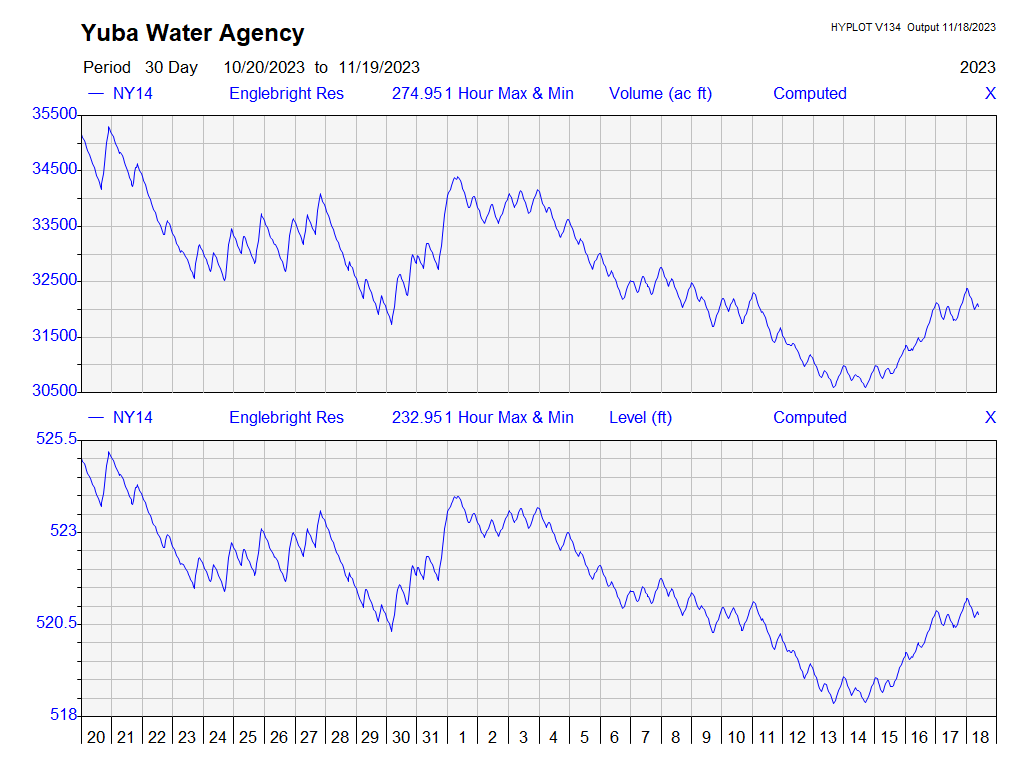 Yuba Water Agency
HYPLOT V134 Output 11/18/2023
Period 30 Day 10/20/2023 to 11/19/2023 2023
— NY14 Englebright Res 274.951 Hour Max & Min Volume (ac ft) Computed X
35500
34500
33500
32500
31500
30500
— NY14 Englebright Res 232.951 Hour Max & Min Level (ft) Computed X
525.5
523
520.5
518
20 21 22 23 24 25 26 27 28 29 30 31 1 2 3 4 5 6 7 8 9 10 11 12 13 14 15 16 17 18